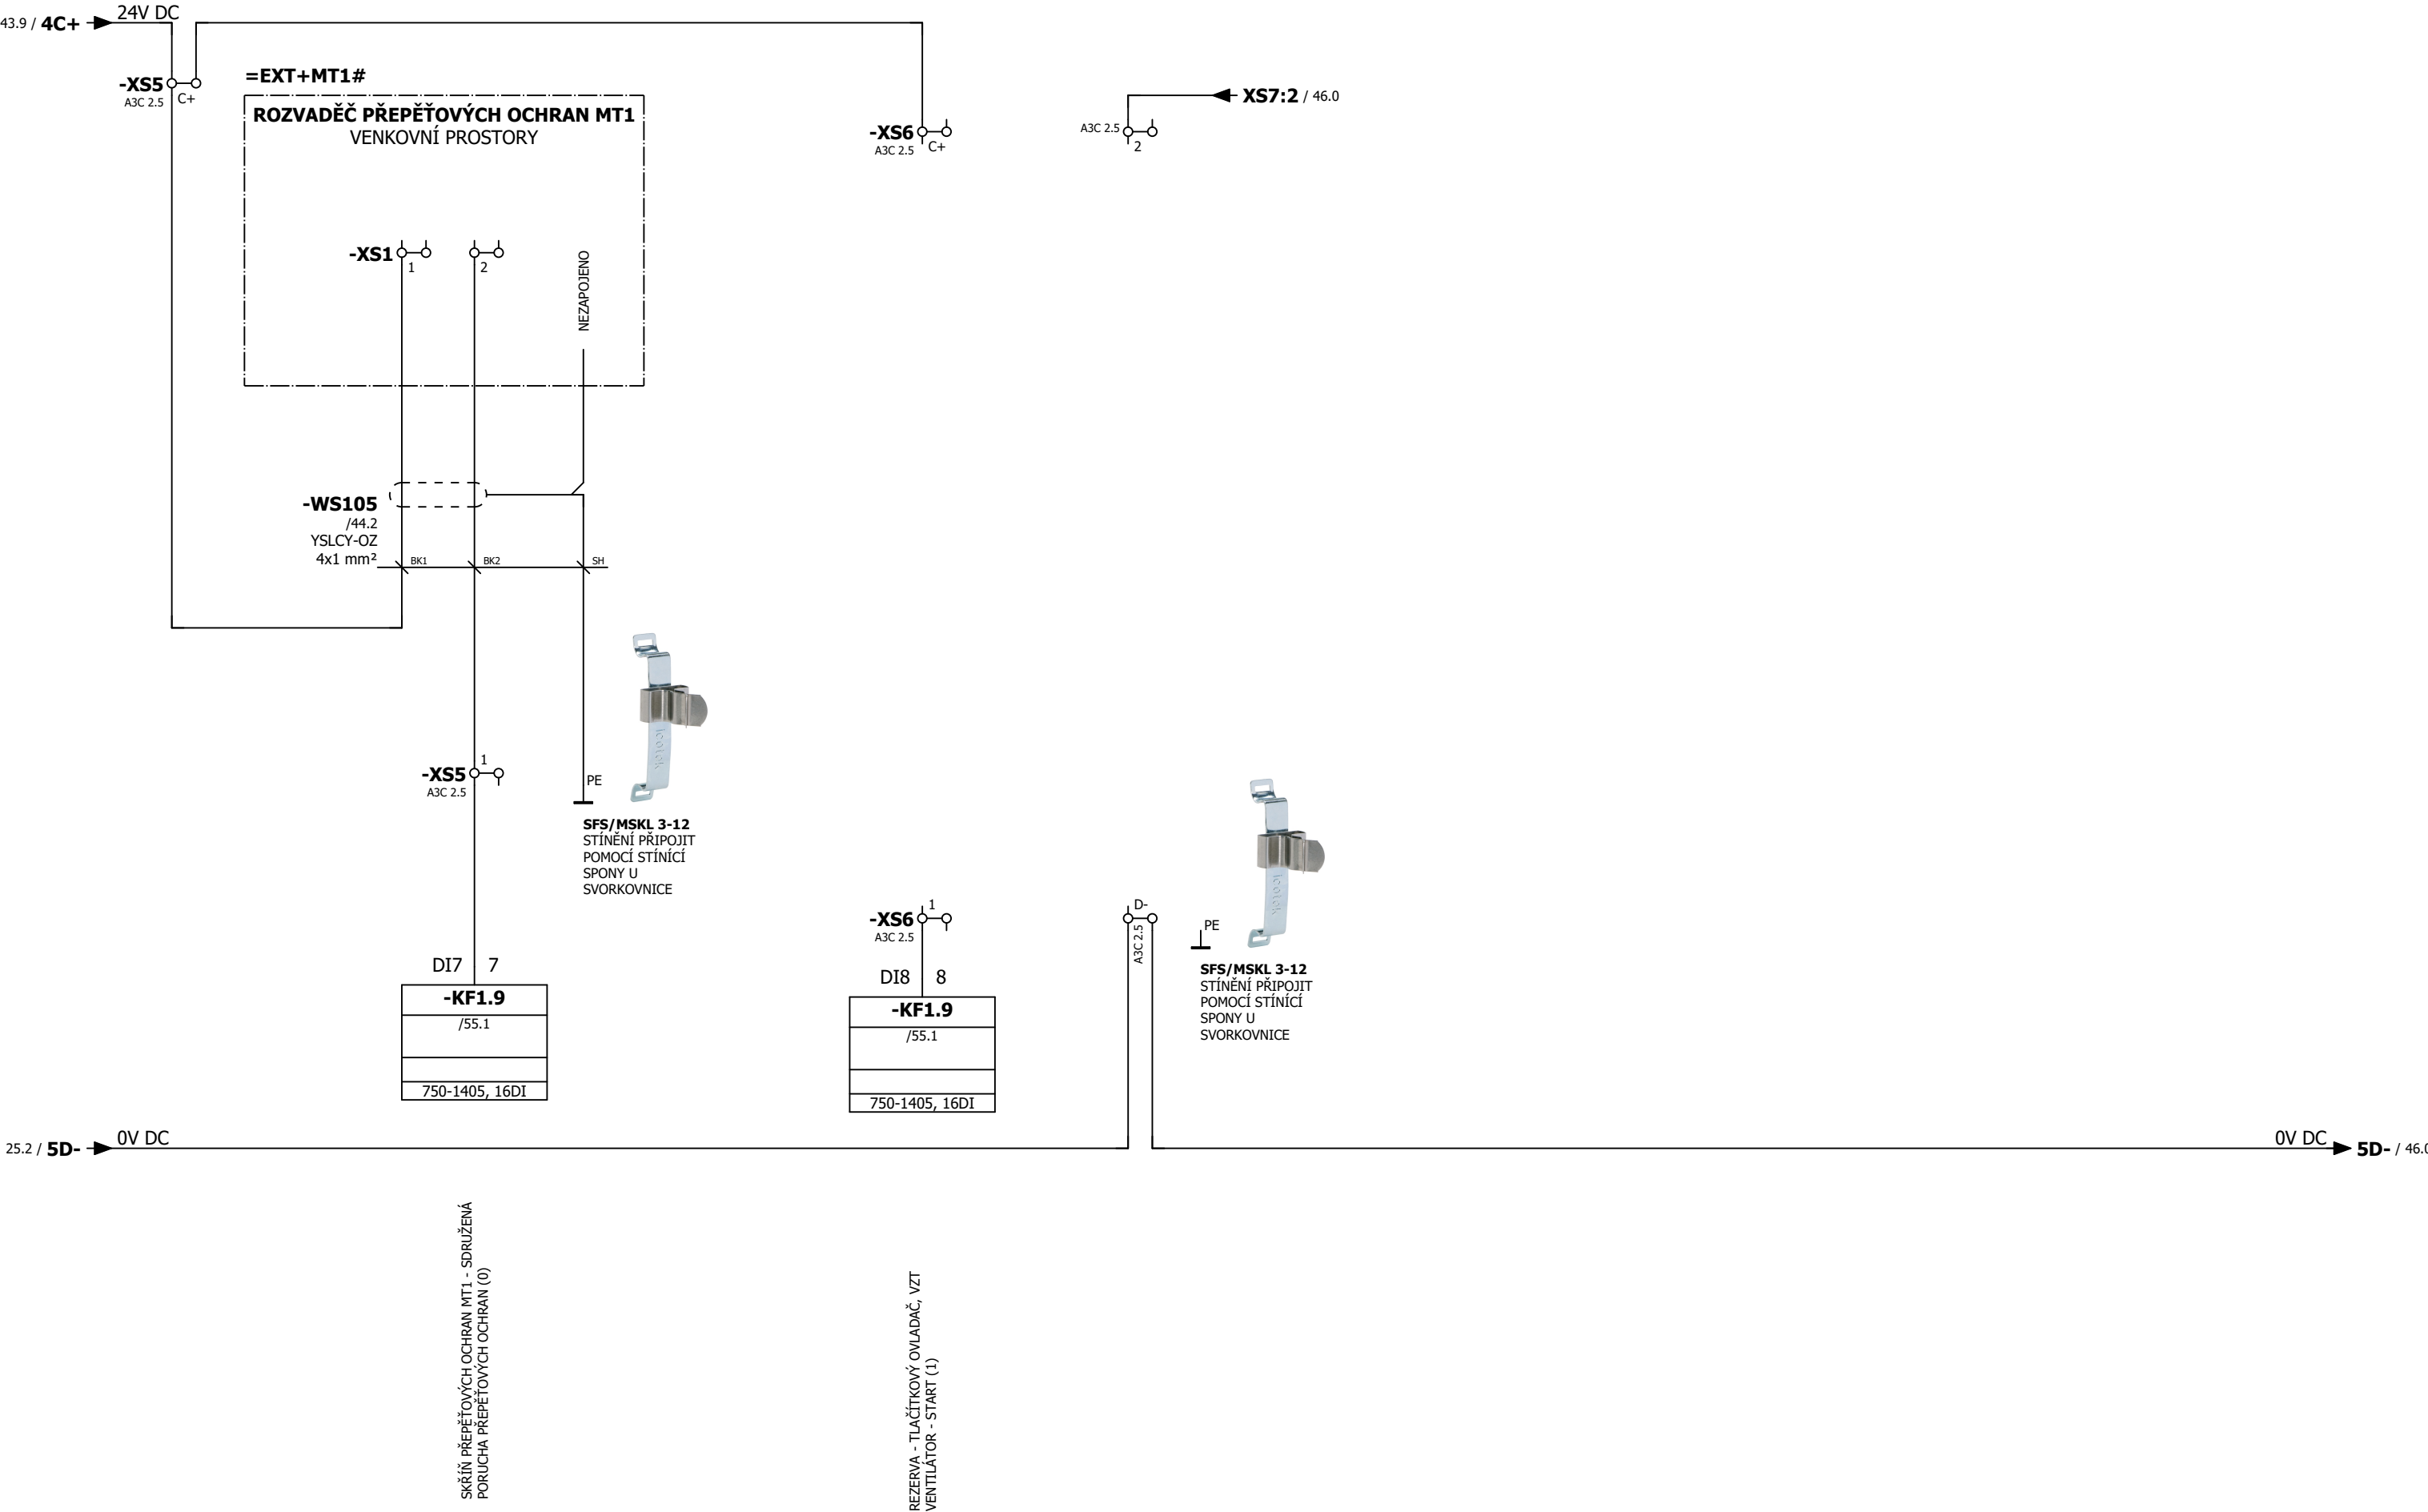 43.9 / 4C+
24V DC
-XS5
A3C 2.5
C+
=EXT+MT1#
ROZVADĚČ PŘEPĚŤOVÝCH OCHRAN MT1
VENKOVNÍ PROSTORY
-XS6
A3C 2.5
C+
XS7:2 / 46.0
A3C 2.5
2
-XS1
1
2
NEZAPOJENO
-WS105
/44.2
YSLCY-OZ
4x1 mm²
BK1
BK2
SH
icotek
-XS5
A3C 2.5
1
PE
SFS/MSKL 3-12
STÍNĚNÍ PŘIPOJIT
POMOCÍ STÍNÍCÍ
SPONY U
SVORKOVNICE
icotek
-XS6
A3C 2.5
1
D-
A3C 2.5
PE
SFS/MSKL 3-12
STÍNĚNÍ PŘIPOJIT
POMOCÍ STÍNÍCÍ
SPONY U
SVORKOVNICE
DI7 7
-KF1.9
/55.1
750-1405, 16DI
DI8 8
-KF1.9
/55.1
750-1405, 16DI
25.2 / 5D-
0V DC
0V DC
5D- / 46.0
SKŘÍŇ PŘEPĚŤOVÝCH OCHRAN MT1 - SDRUŽENÁ
PORUCHA PŘEPĚŤOVÝCH OCHRAN (0)
REZERVA - TLAČÍTKOVÝ OVLADAČ, VZT
VENTILÁTOR - START (1)